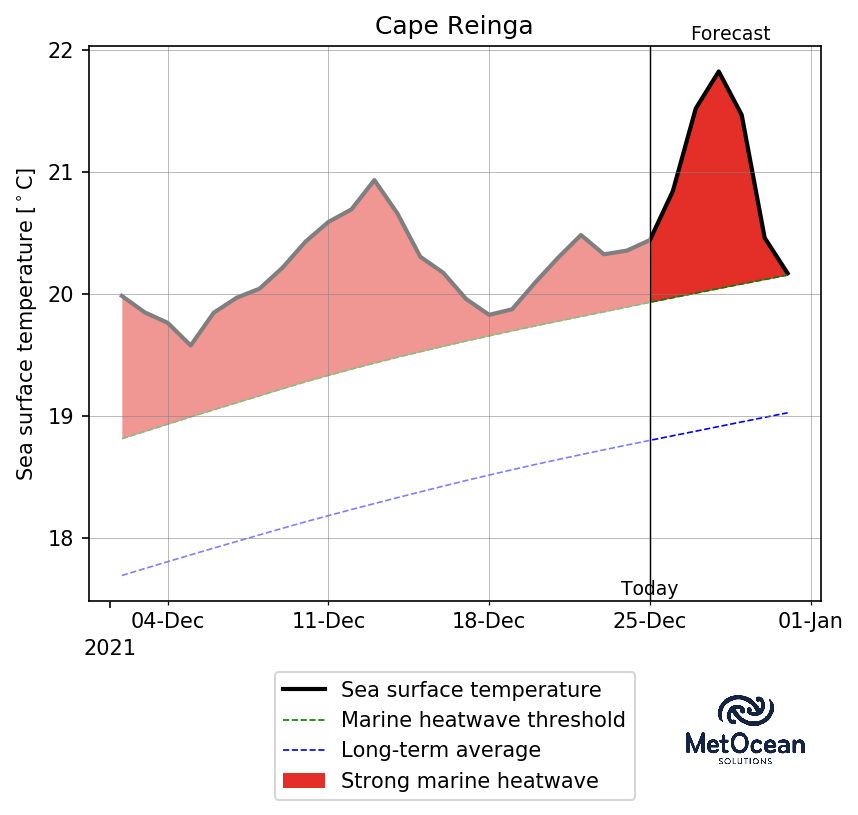 Cape Reinga
Forecast
22
21
20
19
18
Sea surface temperature [°C]
Today
04-Dec 11-Dec 18-Dec 25-Dec 01-Jan
2021
Sea surface temperature
Marine heatwave threshold
Long-term average
Strong marine heatwave
MetOcean
SOLUTIONS